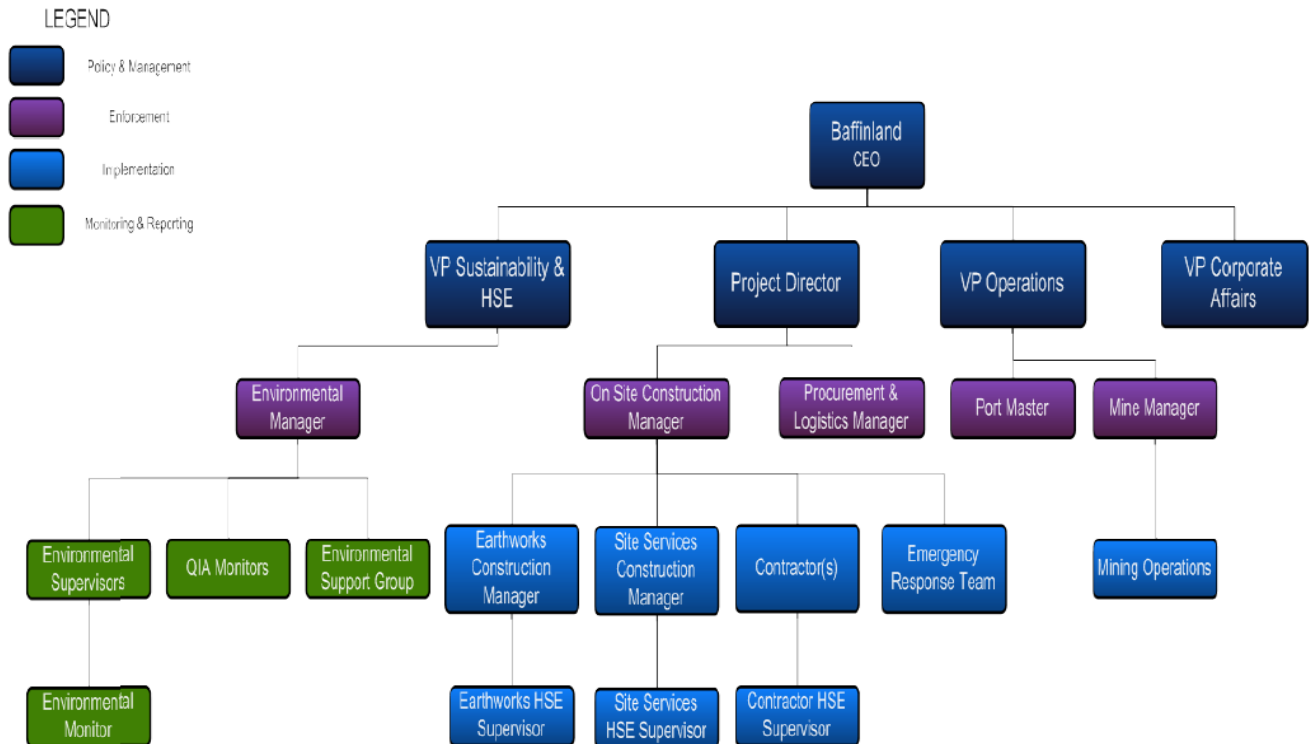 LEGEND
Policy & Management
Enforcement
Implementation
Monitoring & Reporting
Baffinland
CEO
VP Sustainability &
HSE
Project Director
VP Operations
VP Corporate
Affairs
Environmental
Manager
On Site Construction
Manager
Procurement &
Logistics Manager
Port Master
Mine Manager
Environmental
Supervisors
QIA Monitors
Environmental
Support Group
Earthworks
Construction
Manager
Site Services
Construction
Manager
Contractor(s)
Emergency
Response Team
Mining Operations
Environmental
Monitor
Earthworks HSE
Supervisor
Site Services
HSE Supervisor
Contractor HSE
Supervisor